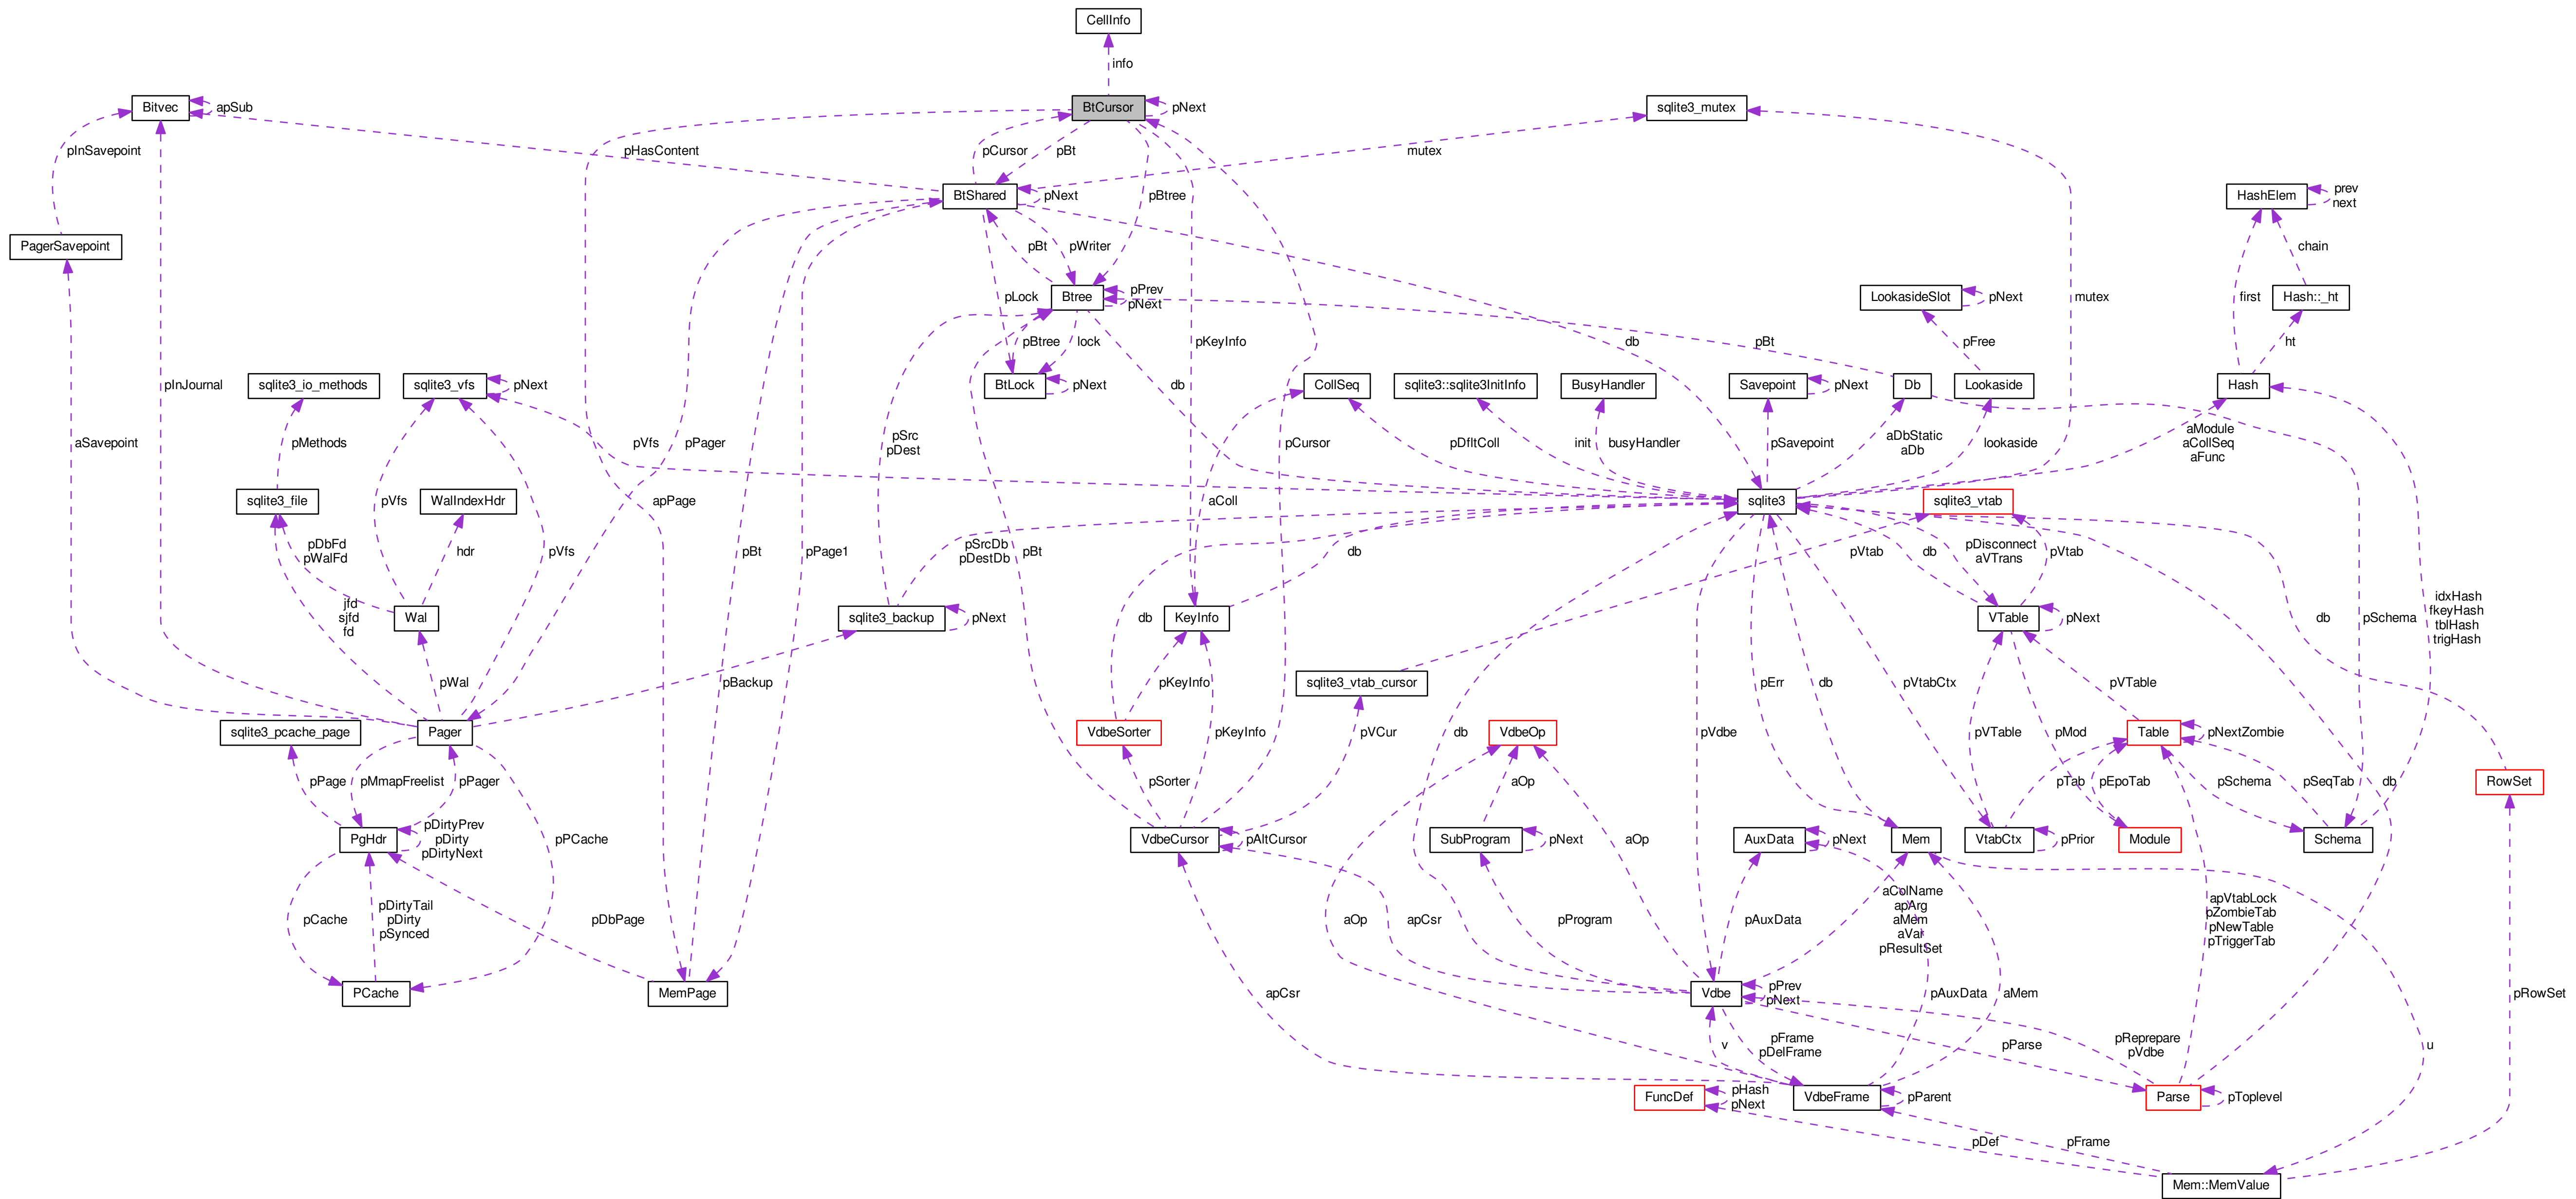 CellInfo
info
Bitvec
apSub
BtCursor
pNext
sqlite3_mutex
pInSavepoint
pHasContent
pCursor
pBt
mutex
BtShared
pNext
pBtree
HashElem
prev
next
PagerSavepoint
pBt
pWriter
chain
pLock
Btree
pPrev
pNext
LookasideSlot
pNext
first
Hash::_ht
mutex
pBtree
lock
pKeyInfo
db
pBt
pFree
ht
pInJournal
sqlite3_io_methods
sqlite3_vfs
pNext
BtLock
pNext
db
CollSeq
sqlite3::sqlite3InitInfo
BusyHandler
Savepoint
pNext
Db
Lookaside
Hash
aSavepoint
pMethods
pVfs
pPager
pSrc
pDest
pCursor
pDfltColl
init
busyHandler
pSavepoint
aDbStatic
aDb
lookaside
aModule
aCollSeq
aFunc
sqlite3_file
pVfs
WalIndexHdr
apPage
aColl
sqlite3
sqlite3_vtab
pDbFd
pWalFd
hdr
pVfs
pBt
pPage1
pSrcDb
pDestDb
pBt
db
pVtab
db
pDisconnect
aVTrans
pVtab
jfd
sjfd
fd
Wal
sqlite3_backup
pNext
db
KeyInfo
pVdbe
VTable
pNext
db
pSchema
idxHash
fkeyHash
tblHash
trigHash
pWal
pBackup
pKeyInfo
sqlite3_vtab_cursor
pErr
db
pVtabCtx
pVTable
sqlite3_pcache_page
Pager
VdbeSorter
pKeyInfo
pVCur
db
VdbeOp
pVTable
pMod
Table
pNextZombie
pPage
pMmapFreelist
pPager
pSorter
aOp
pTab
pEpoTab
pSchema
pSeqTab
db
RowSet
PgHdr
pDirtyPrev
pDirty
pDirtyNext
pPCache
VdbeCursor
pAltCursor
SubProgram
pNext
aOp
AuxData
pNext
Mem
VtabCtx
pPrior
Module
Schema
pCache
pDirtyTail
pDirty
pSynced
pDbPage
aOp
apCsr
pProgram
pAuxData
aColName
apArg
aMem
aVar
pResultSet
apVtabLock
pZombieTab
pNewTable
pTriggerTab
PCache
MemPage
apCsr
Vdbe
pPrev
pNext
pAuxData
aMem
pRowSet
v
pFrame
pDelFrame
pParse
pReprepare
pVdbe
u
FuncDef
pHash
pNext
VdbeFrame
pParent
Parse
pToplevel
pDef
pFrame
Mem::MemValue